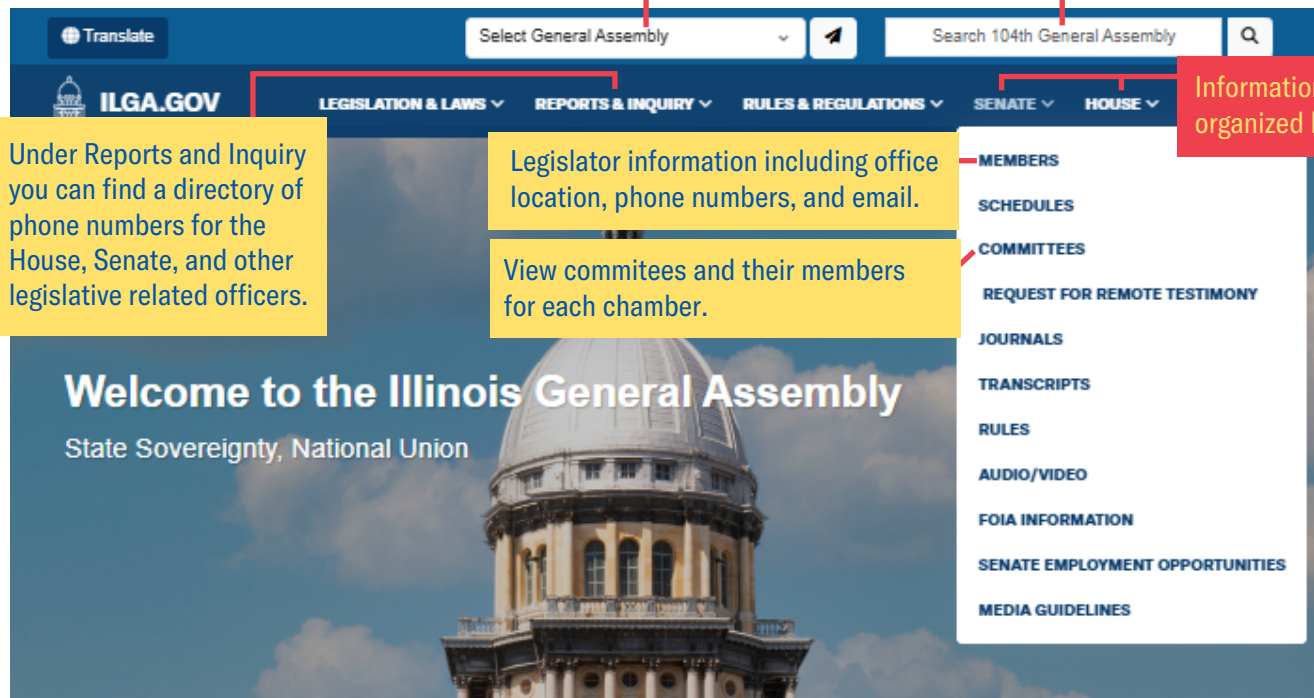 Translate
Select General Assembly
Search 104th General Assembly
ILGA.GOV
LEGISLATION & LAWS
REPORTS & INQUIRY
RULES & REGULATIONS
SENATE
HOUSE
Information
organized
Under Reports and Inquiry
you can find a directory of
phone numbers for the
House, Senate, and other
legislative related officers.
Legislator information including office
location, phone numbers, and email.
View commitees and their members
for each chamber.
MEMBERS
SCHEDULES
COMMITTEES
REQUEST FOR REMOTE TESTIMONY
JOURNALS
TRANSCRIPTS
RULES
AUDIO/VIDEO
FOIA INFORMATION
SENATE EMPLOYMENT OPPORTUNITIES
MEDIA GUIDELINES
Welcome to the Illinois General Assembly
State Sovereignty, National Union